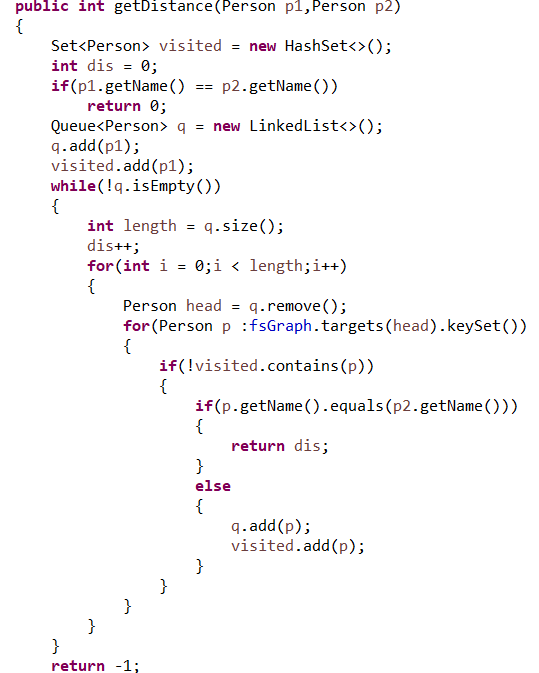 public int getDistance(Person p1,Person p2)
{
    Set<Person> visited = new HashSet<>();
    int dis = 0;
    if(p1.getName() == p2.getName())
        return 0;
    Queue<Person> q = new LinkedList<>();
    q.add(p1);
    visited.add(p1);
    while(!q.isEmpty())
    {
        int length = q.size();
        dis++;
        for(int i = 0;i < length;i++)
        {
            Person head = q.remove();
            for(Person p :fsGraph.targets(head).keySet())
            {
                if(!visited.contains(p))
                {
                    if(p.getName().equals(p2.getName()))
                    {
                        return dis;
                    }
                    else
                    {
                        q.add(p);
                        visited.add(p);
                    }
                }
            }
        }
    }
    return -1;